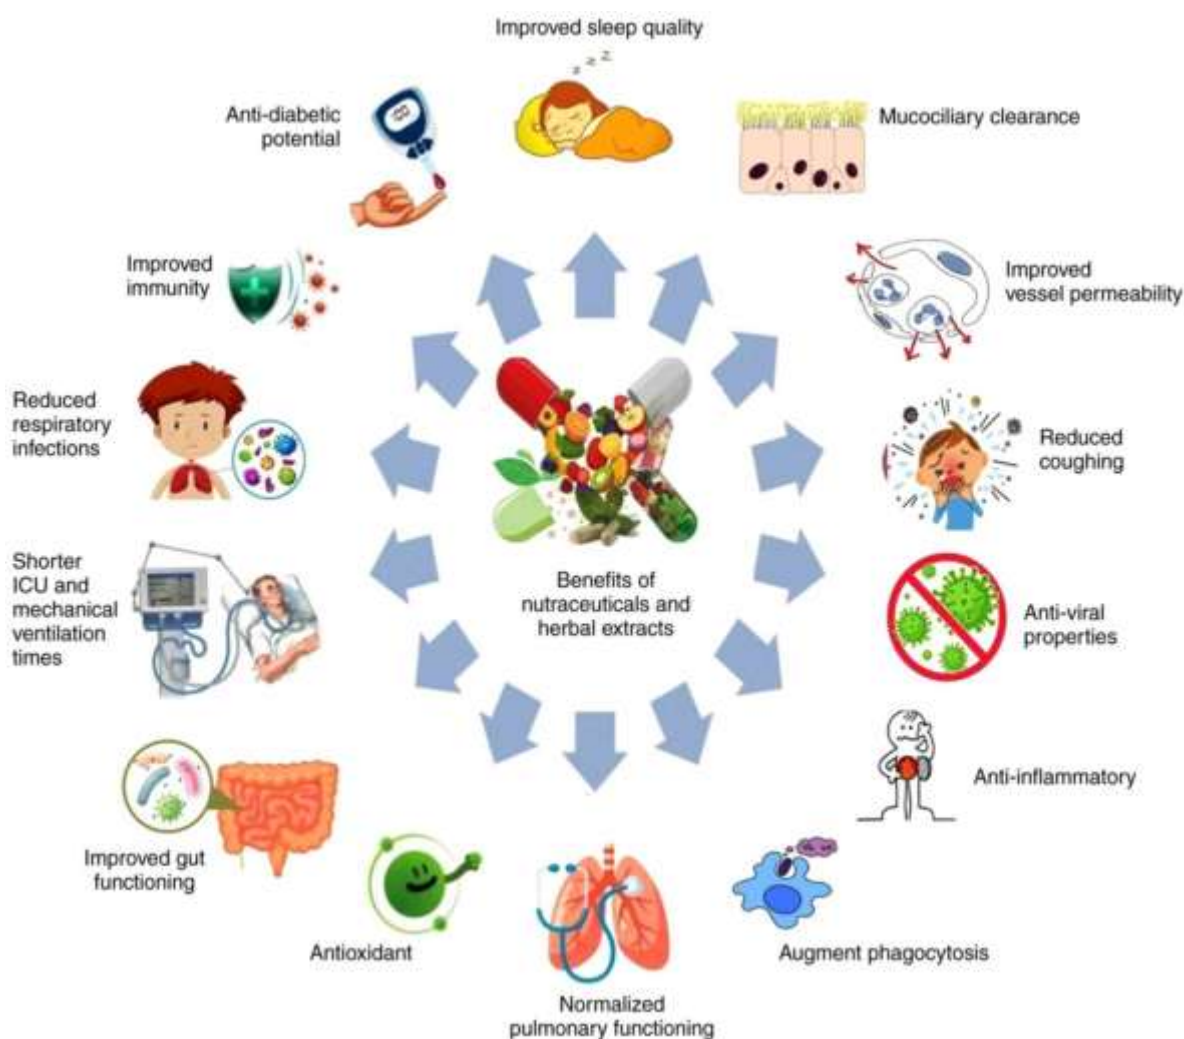 Improved sleep quality
Anti-diabetic
potential
Mucociliary clearance
Improved
immunity
Improved
vessel permeability
Reduced
respiratory
infections
Reduced
coughing
Shorter
ICU and
mechanical
ventilation
times
Benefits of
nutraceuticals and
herbal extracts
Anti-viral
properties
Anti-inflammatory
Improved gut
functioning
Antioxidant
Augment phagocytosis
Normalized
pulmonary functioning